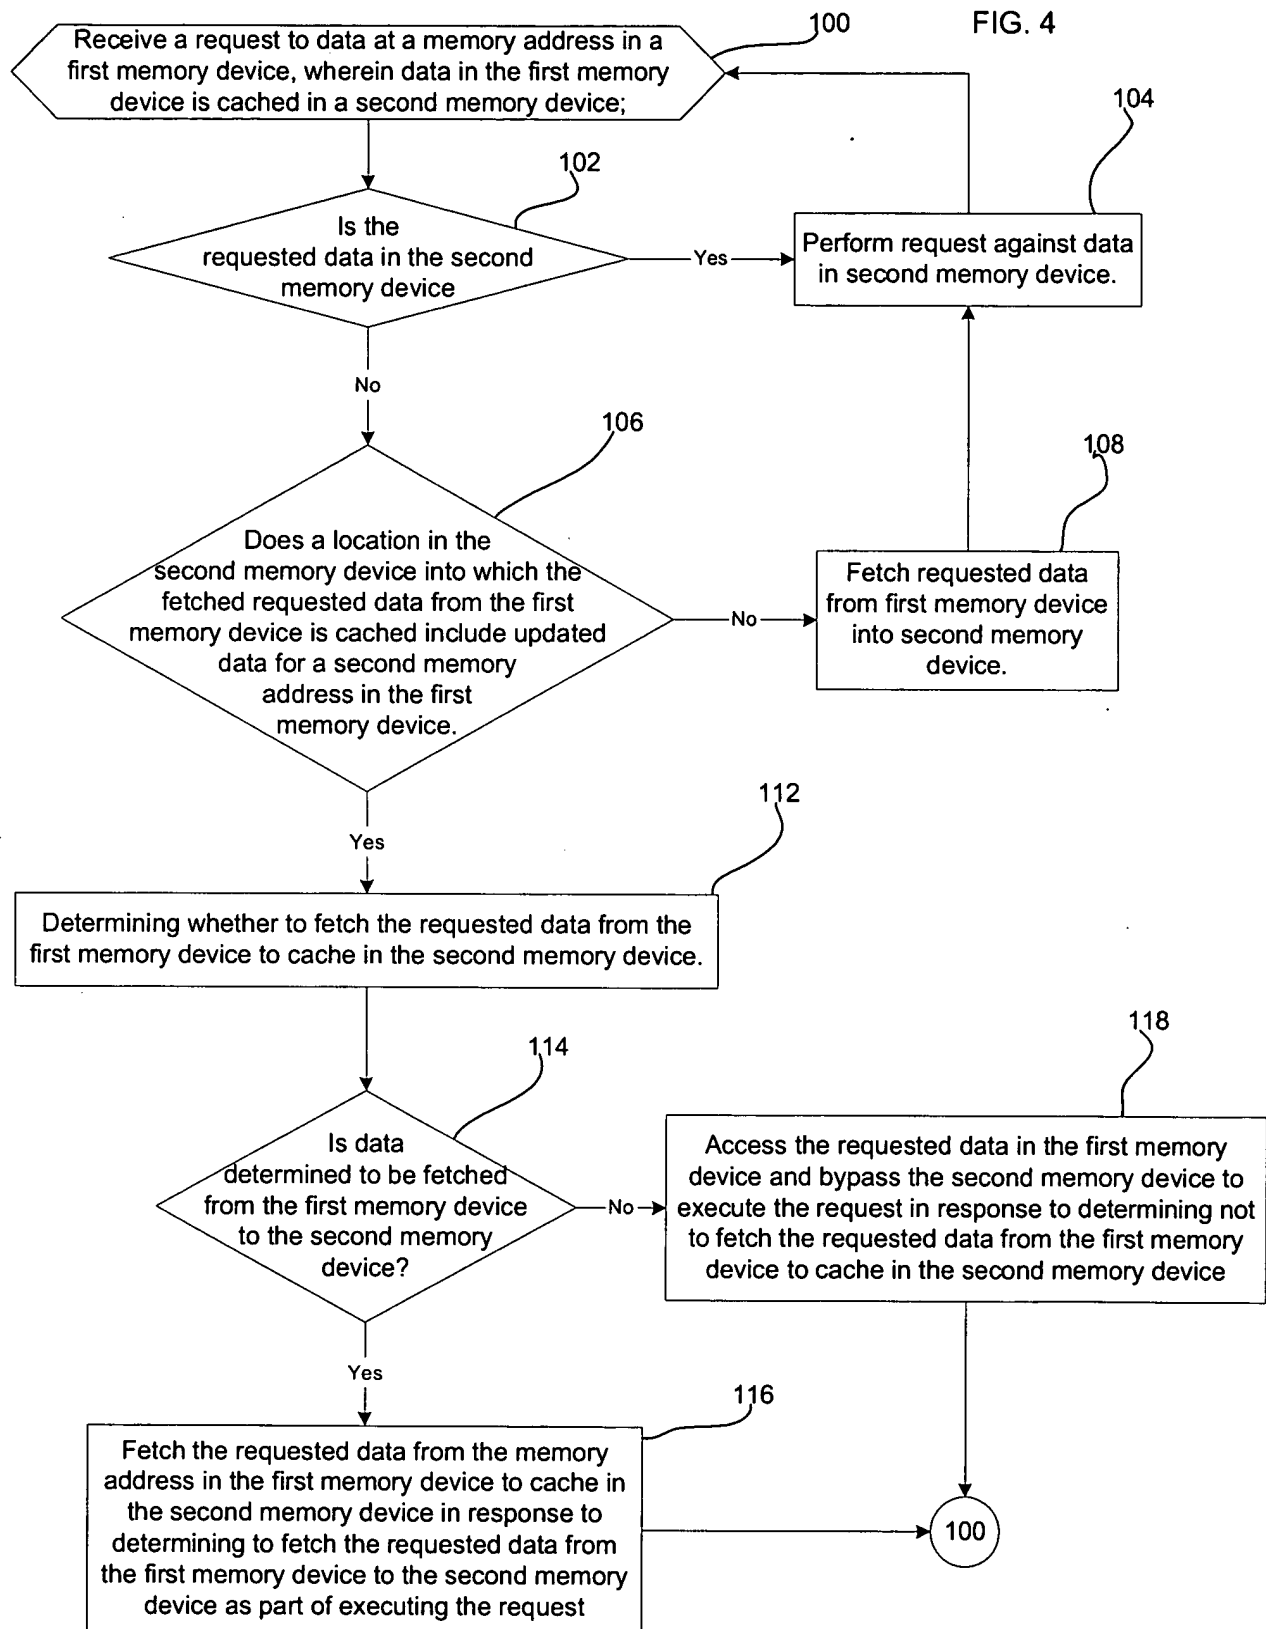 FIG. 4
100
Receive a request to data at a memory address in a
first memory device, wherein data in the first memory
device is cached in a second memory device;
102
Is the
requested data in the second
memory device
Yes
104
Perform request against data
in second memory device.
No
106
Does a location in the
second memory device into which the
fetched requested data from the first
memory device is cached include updated
data for a second memory
address in the first
memory device.
No
108
Fetch requested data
from first memory device
into second memory
device.
Yes
112
Determining whether to fetch the requested data from the
first memory device to cache in the second memory device.
114
Is data
determined to be fetched
from the first memory device
to the second memory
device?
No
118
Access the requested data in the first memory
device and bypass the second memory device to
execute the request in response to determining not
to fetch the requested data from the first memory
device to cache in the second memory device
Yes
116
Fetch the requested data from the memory
address in the first memory device to cache in
the second memory device in response to
determining to fetch the requested data from
the first memory device to the second memory
device as part of executing the request
100